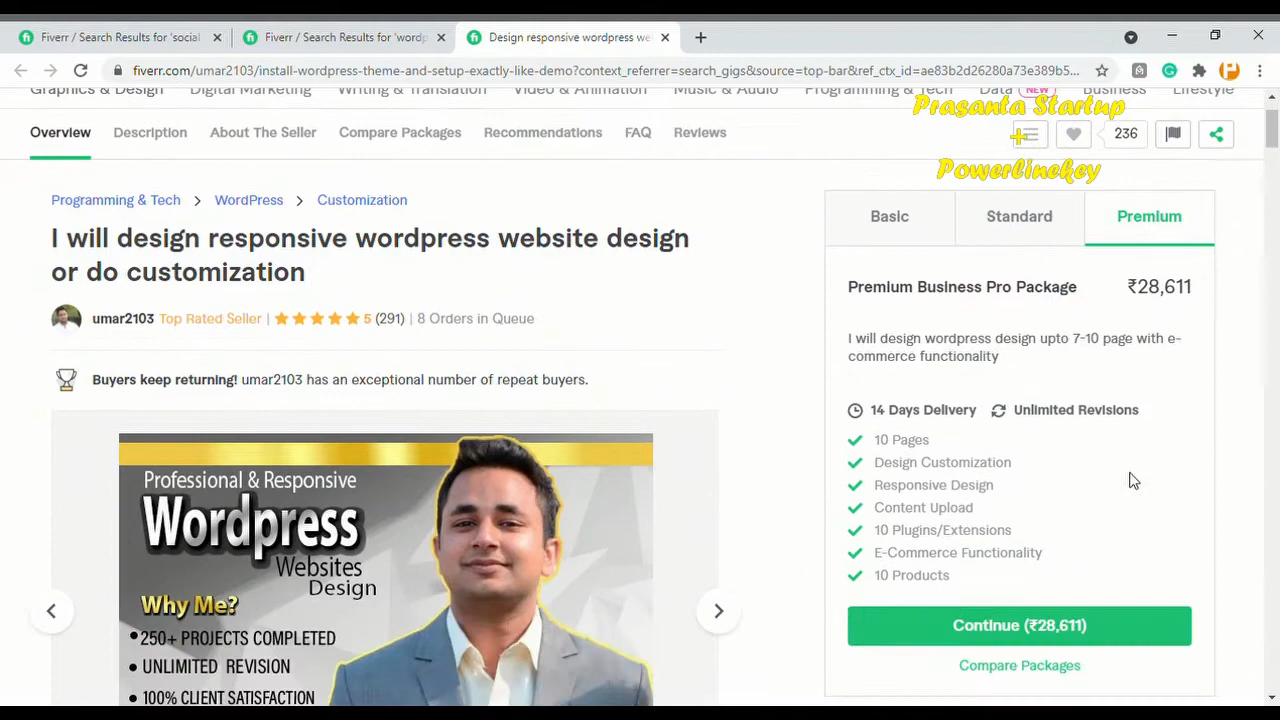 Fiverr / Search Results for 'social
Fiverr / Search Results for 'wordp
Design responsive wordpress we
fiverr.com/umar2103/install-wordpress-theme-and-setup-exactly-like-demo?context_referrer=search_gigs&source=top-bar&ref_ctx_id=ae83b2d26280a73e389b5...
Graphics & Design Digital Marketing Writing & Translation Video & Animation Music & Audio Programming & Tech Data NEW Business Lifestyle
Prasanta Startup
+
Powerlinekey
Overview Description About The Seller Compare Packages Recommendations FAQ Reviews 236
Programming & Tech > WordPress > Customization
I will design responsive wordpress website design
or do customization
umar2103 Top Rated Seller | 5 (291) | 8 Orders in Queue
Buyers keep returning! umar2103 has an exceptional number of repeat buyers.
Professional & Responsive
Wordpress
Websites
Design
Why Me?
• 250+ PROJECTS COMPLETED
• UNLIMITED REVISION
• 100% CLIENT SATISFACTION
Basic Standard Premium
Premium Business Pro Package ₹28,611
I will design wordpress design upto 7-10 page with e-
commerce functionality
14 Days Delivery Unlimited Revisions
10 Pages
Design Customization
Responsive Design
Content Upload
10 Plugins/Extensions
E-Commerce Functionality
10 Products
Continue (₹28,611)
Compare Packages